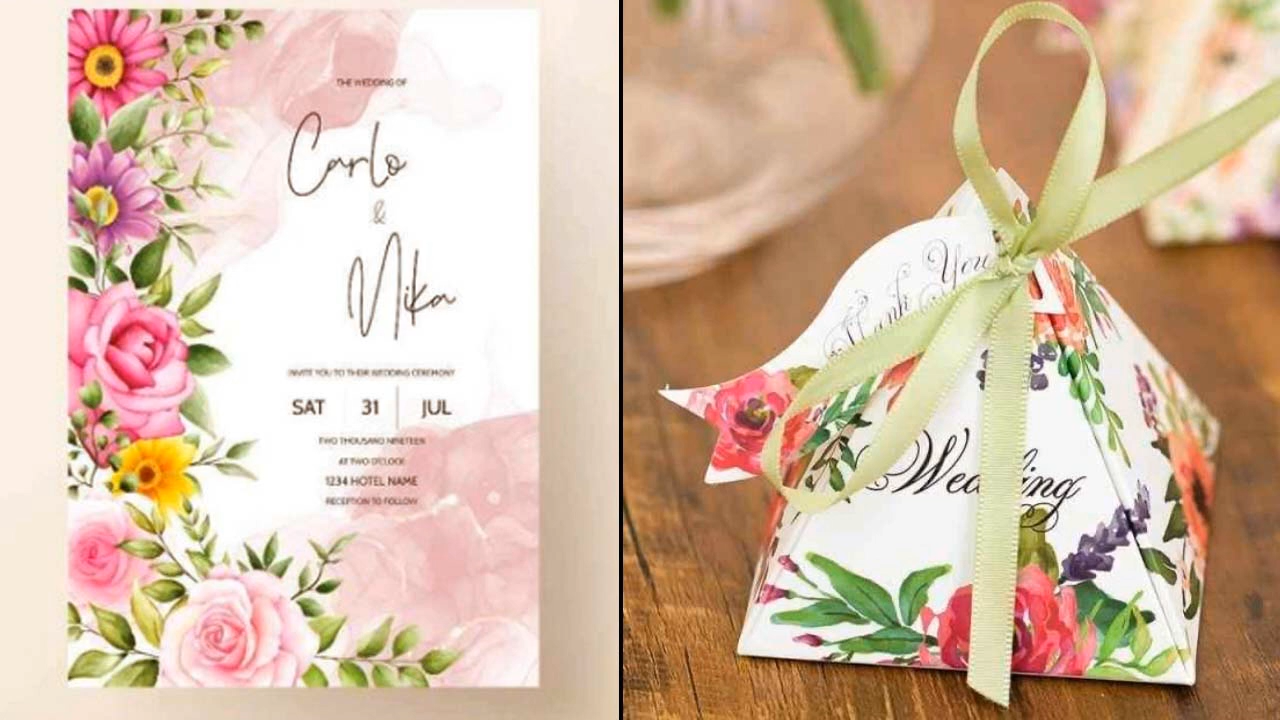 THE WEDDING OF
Carlo
&
Nika
INVITE YOU TO THEIR WEDDING CEREMONY
SAT 31 JUL
TWO THOUSAND NINETEEN
AT TWO O'CLOCK
1234 HOTEL NAME
RECEPTION TO FOLLOW
Thank You
Wedding